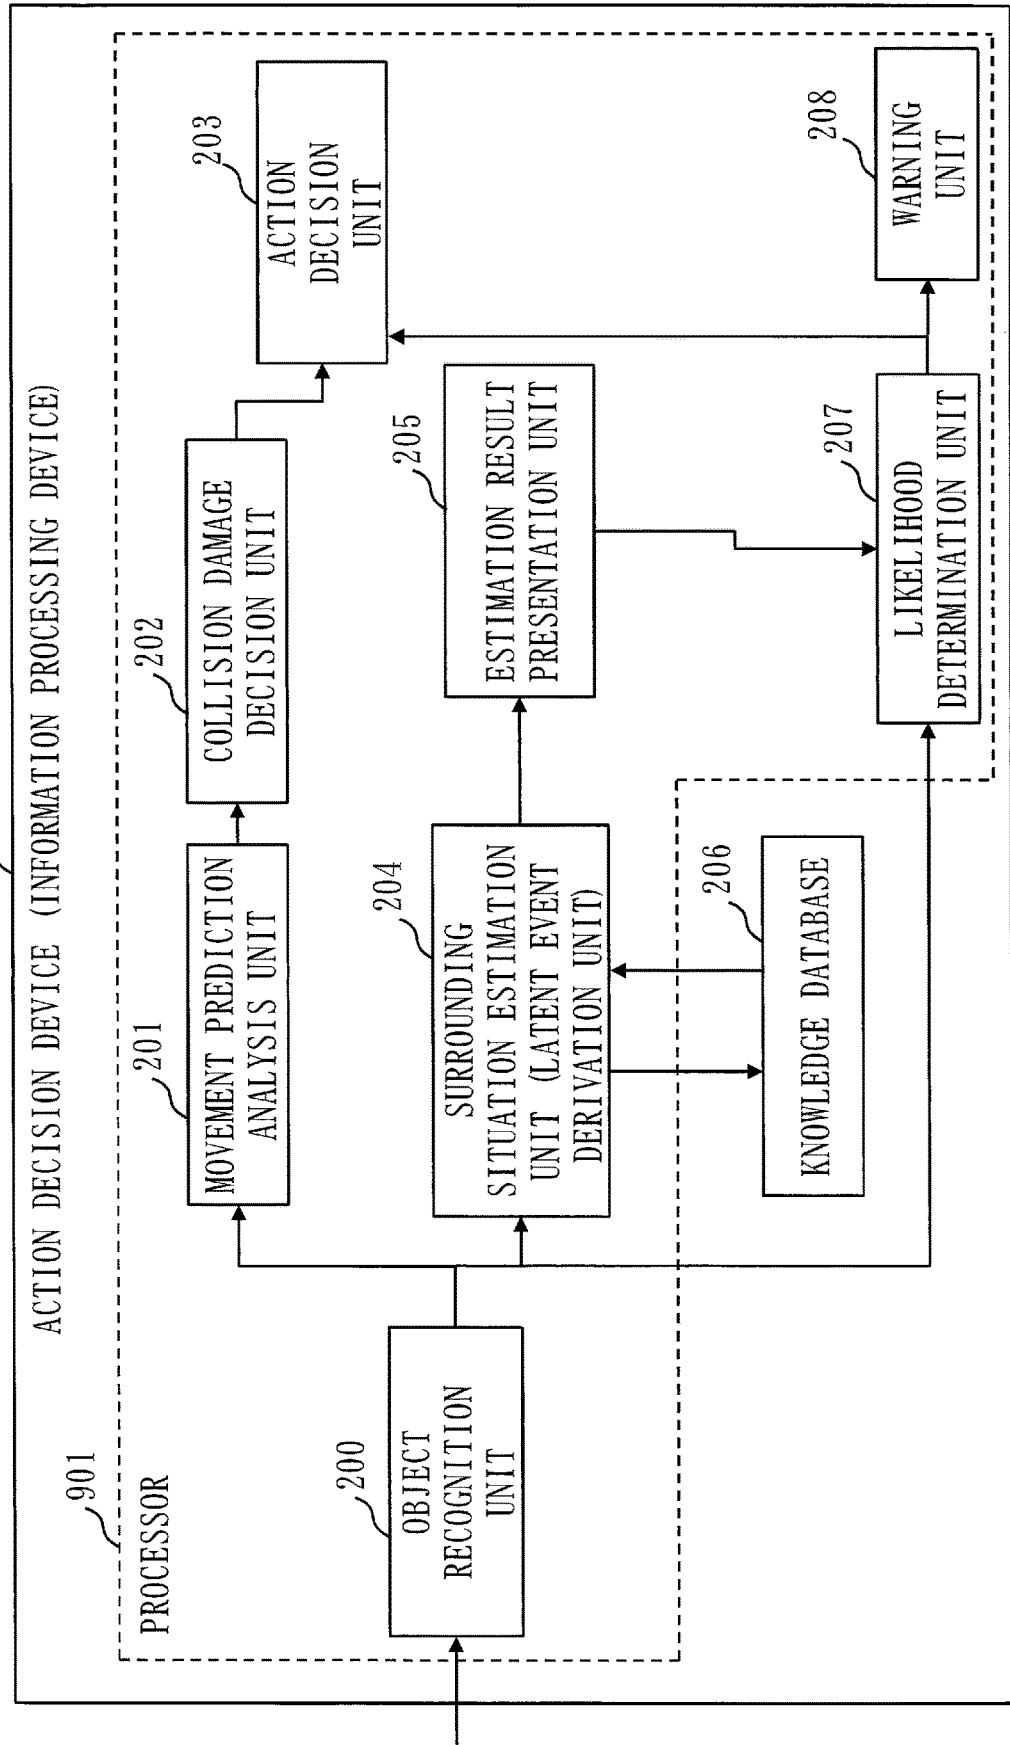 ACTION DECISION DEVICE (INFORMATION PROCESSING DEVICE)
901
PROCESSOR
200
OBJECT
RECOGNITION
UNIT
201
MOVEMENT PREDICTION
ANALYSIS UNIT
202
COLLISION DAMAGE
DECISION UNIT
203
ACTION
DECISION
UNIT
204
SURROUNDING
SITUATION ESTIMATION
UNIT (LATENT EVENT
DERIVATION UNIT)
205
ESTIMATION RESULT
PRESENTATION UNIT
206
KNOWLEDGE DATABASE
207
LIKELIHOOD
DETERMINATION UNIT
208
WARNING
UNIT